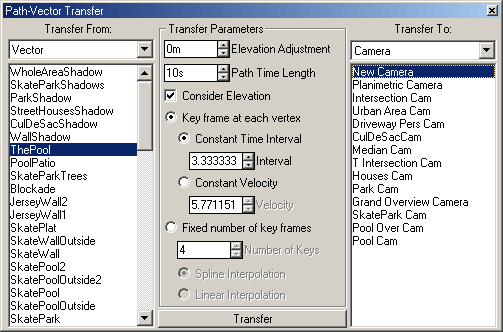 Path-Vector Transfer
Transfer From:
Vector
WholeAreaShadow
SkateParkShadows
ParkShadow
StreetHousesShadow
CulDeSacShadow
WallShadow
ThePool
PoolPatio
SkateParkTrees
Blockade
JerseyWall2
JerseyWall1
SkatePlat
SkateWallOutside
SkateWall
SkatePool2
SkatePoolOutside2
SkatePool
SkatePoolOutside
SkatePark
Transfer Parameters
0m Elevation Adjustment
10s Path Time Length
Consider Elevation
Key frame at each vertex
Constant Time Interval
3.333333 Interval
Constant Velocity
5.771151 Velocity
Fixed number of key frames
4 Number of Keys
Spline Interpolation
Linear Interpolation
Transfer
Transfer To:
Camera
New Camera
Planimetric Camera
Intersection Cam
Urban Area Cam
Driveway Pers Cam
CulDeSacCam
Median Cam
T Intersection Cam
Houses Cam
Park Cam
Grand Overview Camera
SkatePark Cam
Pool Over Cam
Pool Cam